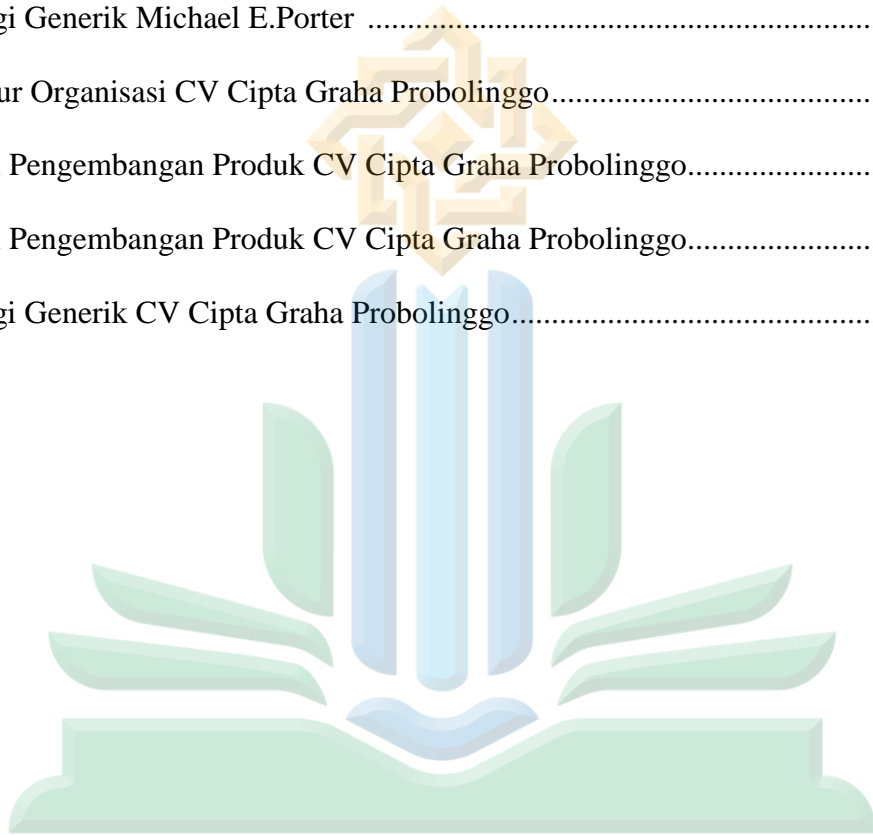 gi Generik Michael E.Porter ................................................................
ur Organisasi CV Cipta Graha Probolinggo........................................
Pengembangan Produk CV Cipta Graha Probolinggo.......................
Pengembangan Produk CV Cipta Graha Probolinggo.......................
gi Generik CV Cipta Graha Probolinggo.............................................